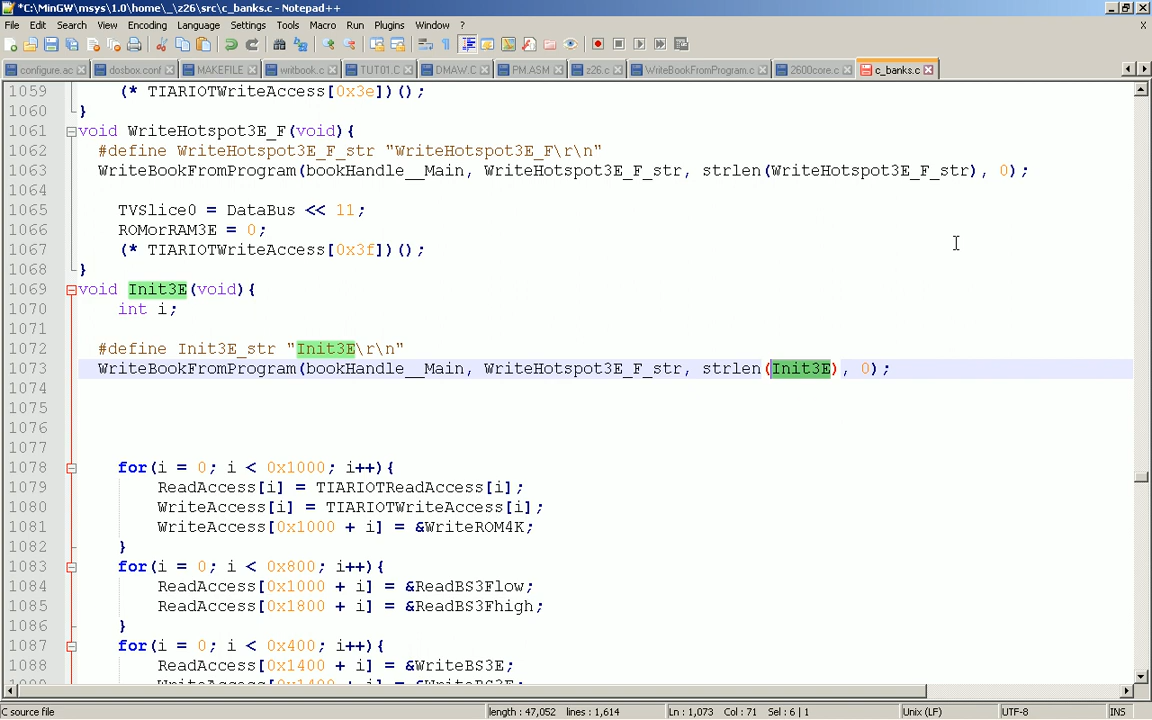 *C:\MinGW\msys\1.0\home\_\z26\src\c_banks.c - Notepad++
File Edit Search View Encoding Language Settings Tools Macro Run Plugins Window ?
X
configure.ac dosbox.conf MAKEFILE writbook.c TUT01.C DMAW.C PM.ASM z26.c WriteBookFromProgram.c 2600core.c c_banks.c
1059 (* TIARIOTWriteAccess[0x3e])();
1060 }
1061 void WriteHotspot3E_F(void){
1062 #define WriteHotspot3E_F_str "WriteHotspot3E_F\r\n"
1063 WriteBookFromProgram(bookHandle__Main, WriteHotspot3E_F_str, strlen(WriteHotspot3E_F_str), 0);
1064
1065 TVSlice0 = DataBus << 11;
1066 ROMorRAM3E = 0;
1067 (* TIARIOTWriteAccess[0x3f])();
1068 }
1069 void Init3E(void){
1070 int i;
1071
1072 #define Init3E_str "Init3E\r\n"
1073 WriteBookFromProgram(bookHandle__Main, WriteHotspot3E_F_str, strlen(Init3E), 0);
1074
1075
1076
1077
1078 for(i = 0; i < 0x1000; i++){
1079 ReadAccess[i] = TIARIOTReadAccess[i];
1080 WriteAccess[i] = TIARIOTWriteAccess[i];
1081 WriteAccess[0x1000 + i] = &WriteROM4K;
1082 }
1083 for(i = 0; i < 0x800; i++){
1084 ReadAccess[0x1000 + i] = &ReadBS3Flow;
1085 ReadAccess[0x1800 + i] = &ReadBS3Fhigh;
1086 }
1087 for(i = 0; i < 0x400; i++){
1088 ReadAccess[0x1400 + i] = &WriteBS3E;
C source file length : 47,052 lines : 1,614 Ln : 1,073 Col : 71 Sel : 6 | 1 Unix (LF) UTF-8 INS